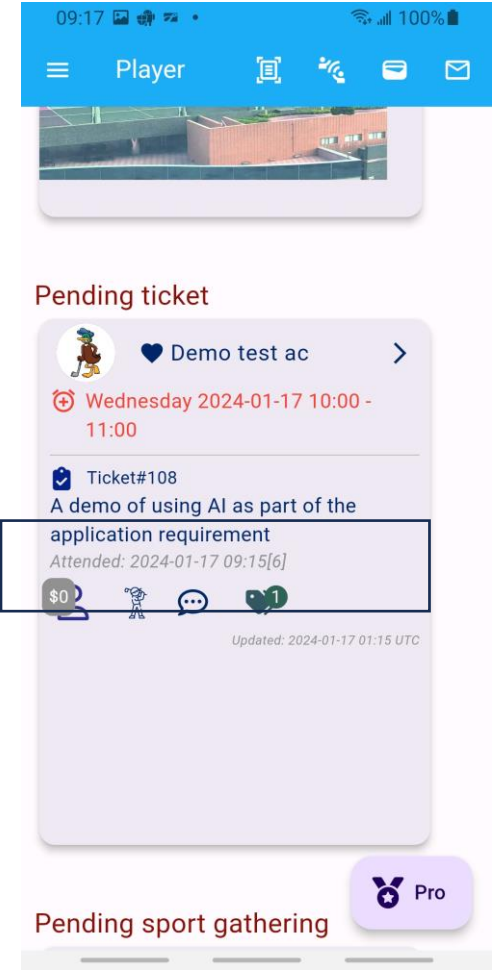 09:17 100%
Player
Pending ticket
Demo test ac
Wednesday 2024-01-17 10:00 -
11:00
Ticket#108
A demo of using AI as part of the
application requirement
Attended: 2024-01-17 09:15[6]
$0 1
Updated: 2024-01-17 01:15 UTC
Pro
Pending sport gathering